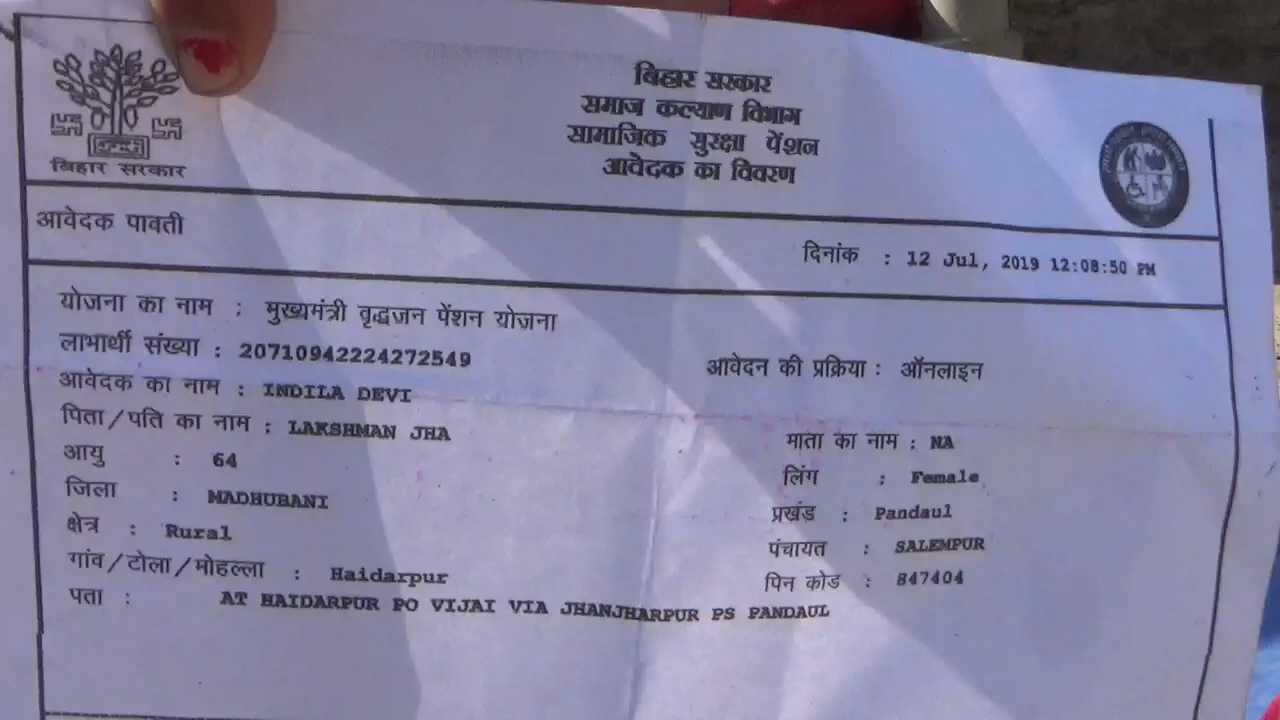 बिहार सरकार
समाज कल्याण विभाग
सामाजिक सुरक्षा पेंशन
आवेदक का विवरण
बिहार सरकार
आवेदक पावती
दिनांक : 12 Jul, 2019 12:08:50 PM
योजना का नाम : मुख्यमंत्री वृद्धजन पेंशन योजना
लाभार्थी संख्या : 20710942224272549
आवेदन की प्रक्रिया : ऑनलाइन
आवेदक का नाम : INDILA DEVI
पिता/पति का नाम : LAKSHMAN JHA
माता का नाम : NA
आयु : 64
लिंग : Female
जिला : MADHUBANI
प्रखंड : Pandaul
क्षेत्र : Rural
पंचायत : SALEMPUR
गांव/टोला/मोहल्ला : Haidarpur
पिन कोड : 847404
पता : AT HAIDARPUR PO VIJAI VIA JHANJHARPUR PS PANDAUL